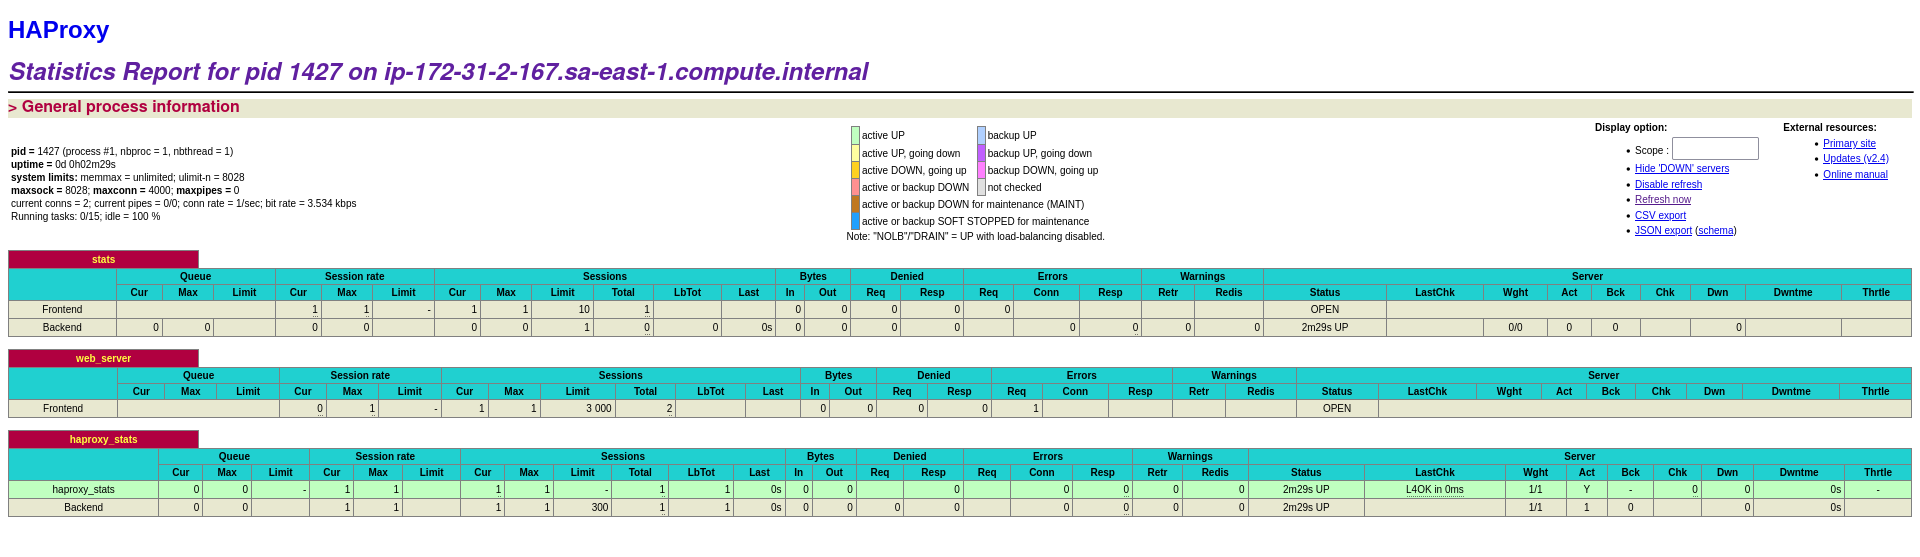 HAProxy
Statistics Report for pid 1427 on ip-172-31-2-167.sa-east-1.compute.internal
> General process information
pid = 1427 (process #1, nbproc = 1, nbthread = 1)
uptime = 0d 0h02m29s
system limits: memmax = unlimited; ulimit-n = 8028
maxsock = 8028; maxconn = 4000; maxpipes = 0
current conns = 2; current pipes = 0/0; conn rate = 1/sec; bit rate = 3.534 kbps
Running tasks: 0/15; idle = 100 %
active UP backup UP
active UP, going down backup UP, going down
active DOWN, going up backup DOWN, going up
active or backup DOWN not checked
active or backup DOWN for maintenance (MAINT)
active or backup SOFT STOPPED for maintenance
Note: "NOLB"/"DRAIN" = UP with load-balancing disabled.
Display option:
Scope :
Hide 'DOWN' servers
Disable refresh
Refresh now
CSV export
JSON export (schema)
External resources:
Primary site
Updates (v2.4)
Online manual
stats
Queue Session rate Sessions Bytes Denied Errors Warnings Server
Cur Max Limit Cur Max Limit Cur Max Limit Total LbTot Last In Out Req Resp Req Conn Resp Retr Redis Status LastChk Wght Act Bck Chk Dwn Dwntme Thrtle
Frontend 1 1 - 1 1 10 1 0 0 0 0 0 OPEN
Backend 0 0 0 0 0 0 1 0 0 0s 0 0 0 0 0 0 0 0 2m29s UP 0/0 0 0 0
web_server
Queue Session rate Sessions Bytes Denied Errors Warnings Server
Cur Max Limit Cur Max Limit Cur Max Limit Total LbTot Last In Out Req Resp Req Conn Resp Retr Redis Status LastChk Wght Act Bck Chk Dwn Dwntme Thrtle
Frontend 0 1 - 1 1 3 000 2 0 0 0 0 1 OPEN
haproxy_stats
Queue Session rate Sessions Bytes Denied Errors Warnings Server
Cur Max Limit Cur Max Limit Cur Max Limit Total LbTot Last In Out Req Resp Req Conn Resp Retr Redis Status LastChk Wght Act Bck Chk Dwn Dwntme Thrtle
haproxy_stats 0 0 - 1 1 1 1 - 1 1 0s 0 0 0 0 0 0 0 2m29s UP L4OK in 0ms 1/1 Y - 0 0 0s -
Backend 0 0 1 1 1 1 300 1 1 0s 0 0 0 0 0 0 0 0 2m29s UP 1/1 1 0 0 0s